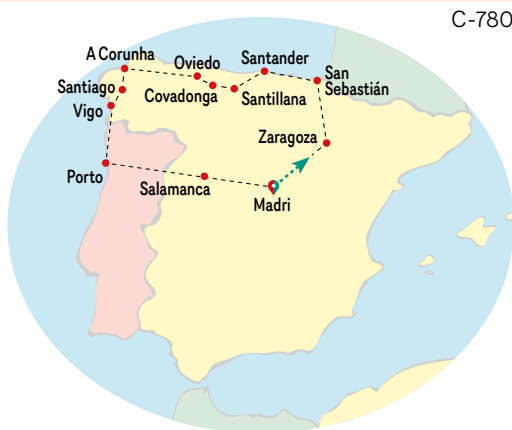 C-780
A Corunha
Oviedo
Santander
San
Sebastián
Santiago
Covadonga
Santillana
Vigo
Zaragoza
Porto
Salamanca
Madri